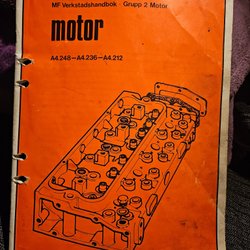 MF Verkstadshandbok · Grupp 2 Motor
motor
A4.248–A4.236–A4.212